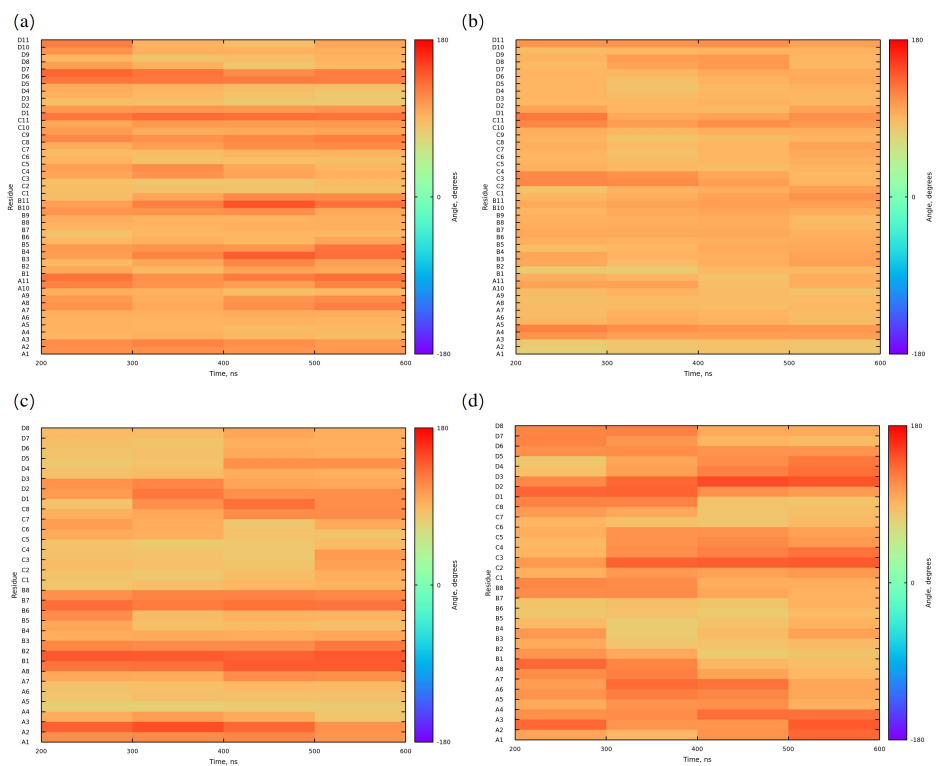 (a)
D11
D10
D9
D8
D7
D6
D5
D4
D3
D2
D1
C11
C10
C9
C8
C7
C6
C5
C4
C3
C2
C1
B11
B10
B9
B8
B7
B6
B5
B4
B3
B2
B1
A11
A10
A9
A8
A7
A6
A5
A4
A3
A2
A1
Residue
200 300 400 500 600
Time, ns
180
0
-180
Angle, degrees
(b)
D11
D10
D9
D8
D7
D6
D5
D4
D3
D2
D1
C11
C10
C9
C8
C7
C6
C5
C4
C3
C2
C1
B11
B10
B9
B8
B7
B6
B5
B4
B3
B2
B1
A11
A10
A9
A8
A7
A6
A5
A4
A3
A2
A1
Residue
200 300 400 500 600
Time, ns
180
0
-180
Angle, degrees
(c)
D8
D7
D6
D5
D4
D3
D2
D1
C8
C7
C6
C5
C4
C3
C2
C1
B8
B7
B6
B5
B4
B3
B2
B1
A8
A7
A6
A5
A4
A3
A2
A1
Residue
200 300 400 500 600
Time, ns
180
0
-180
Angle, degrees
(d)
D8
D7
D6
D5
D4
D3
D2
D1
C8
C7
C6
C5
C4
C3
C2
C1
B8
B7
B6
B5
B4
B3
B2
B1
A8
A7
A6
A5
A4
A3
A2
A1
Residue
200 300 400 500 600
Time, ns
180
0
-180
Angle, degrees